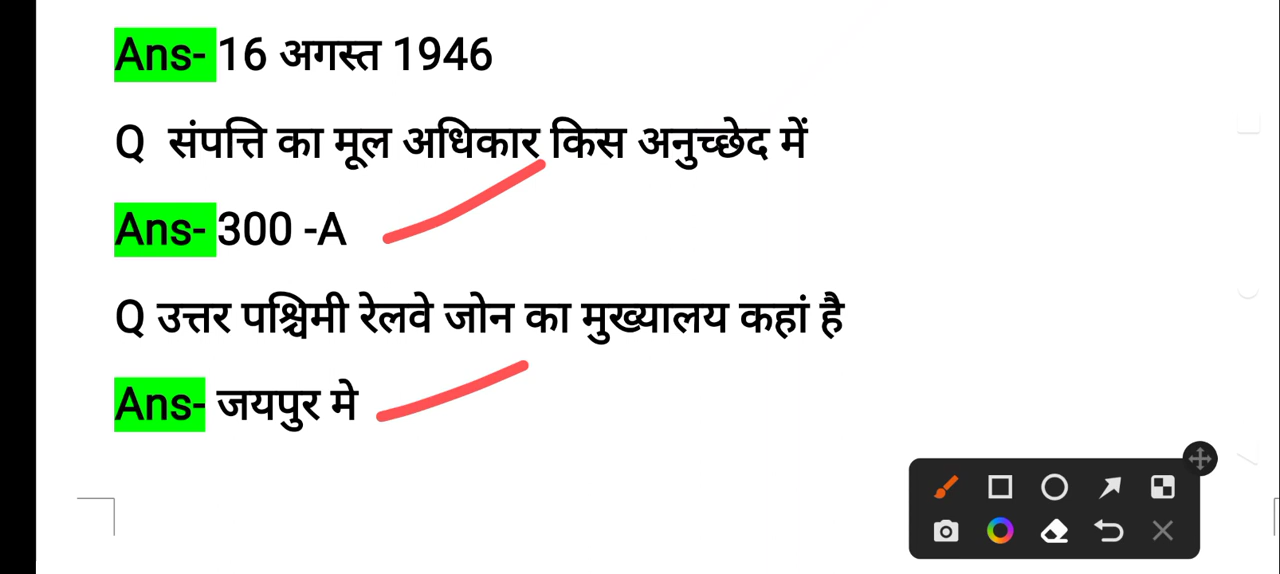 Ans- 16 अगस्त 1946
Q संपत्ति का मूल अधिकार किस अनुच्छेद में
Ans- 300 -A
Q उत्तर पश्चिमी रेलवे जोन का मुख्यालय कहां है
Ans- जयपुर मे